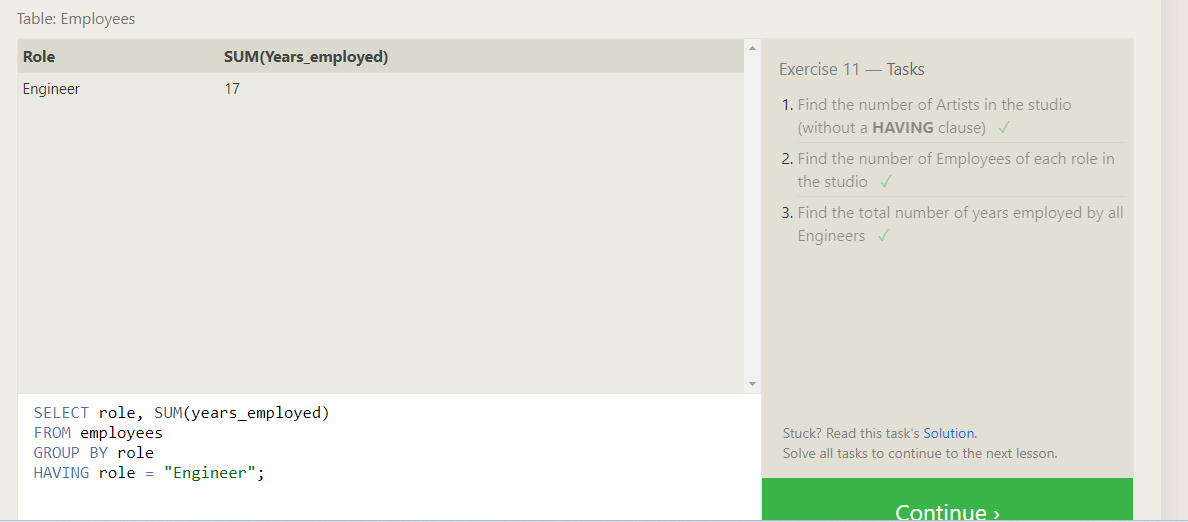 Table: Employees
Role SUM(Years_employed)
Engineer 17
SELECT role, SUM(years_employed)
FROM employees
GROUP BY role
HAVING role = "Engineer";
Exercise 11 — Tasks
1. Find the number of Artists in the studio
(without a HAVING clause) ✓
2. Find the number of Employees of each role in
the studio ✓
3. Find the total number of years employed by all
Engineers ✓
Stuck? Read this task's Solution.
Solve all tasks to continue to the next lesson.
Continue ›